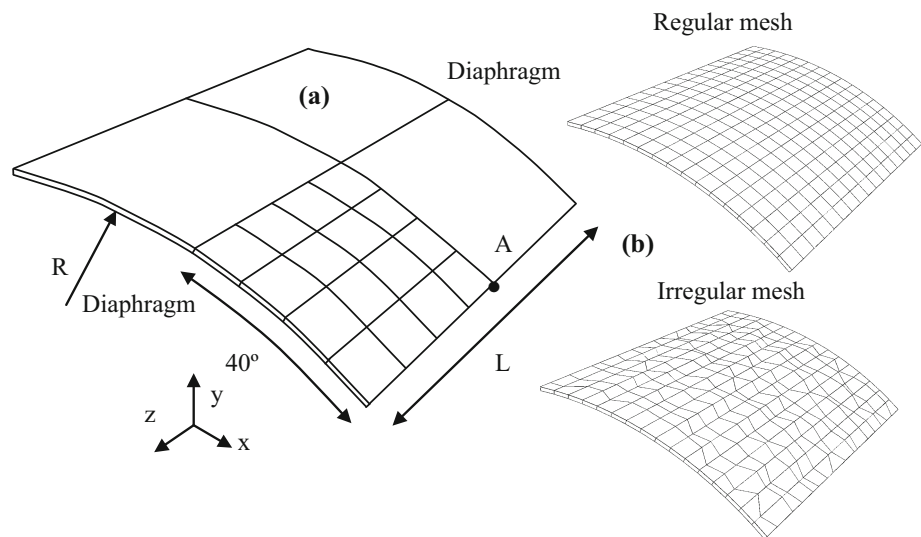 Regular mesh
Diaphragm
(a)
A
(b)
R
Diaphragm
Irregular mesh
40º
L
y
z
x